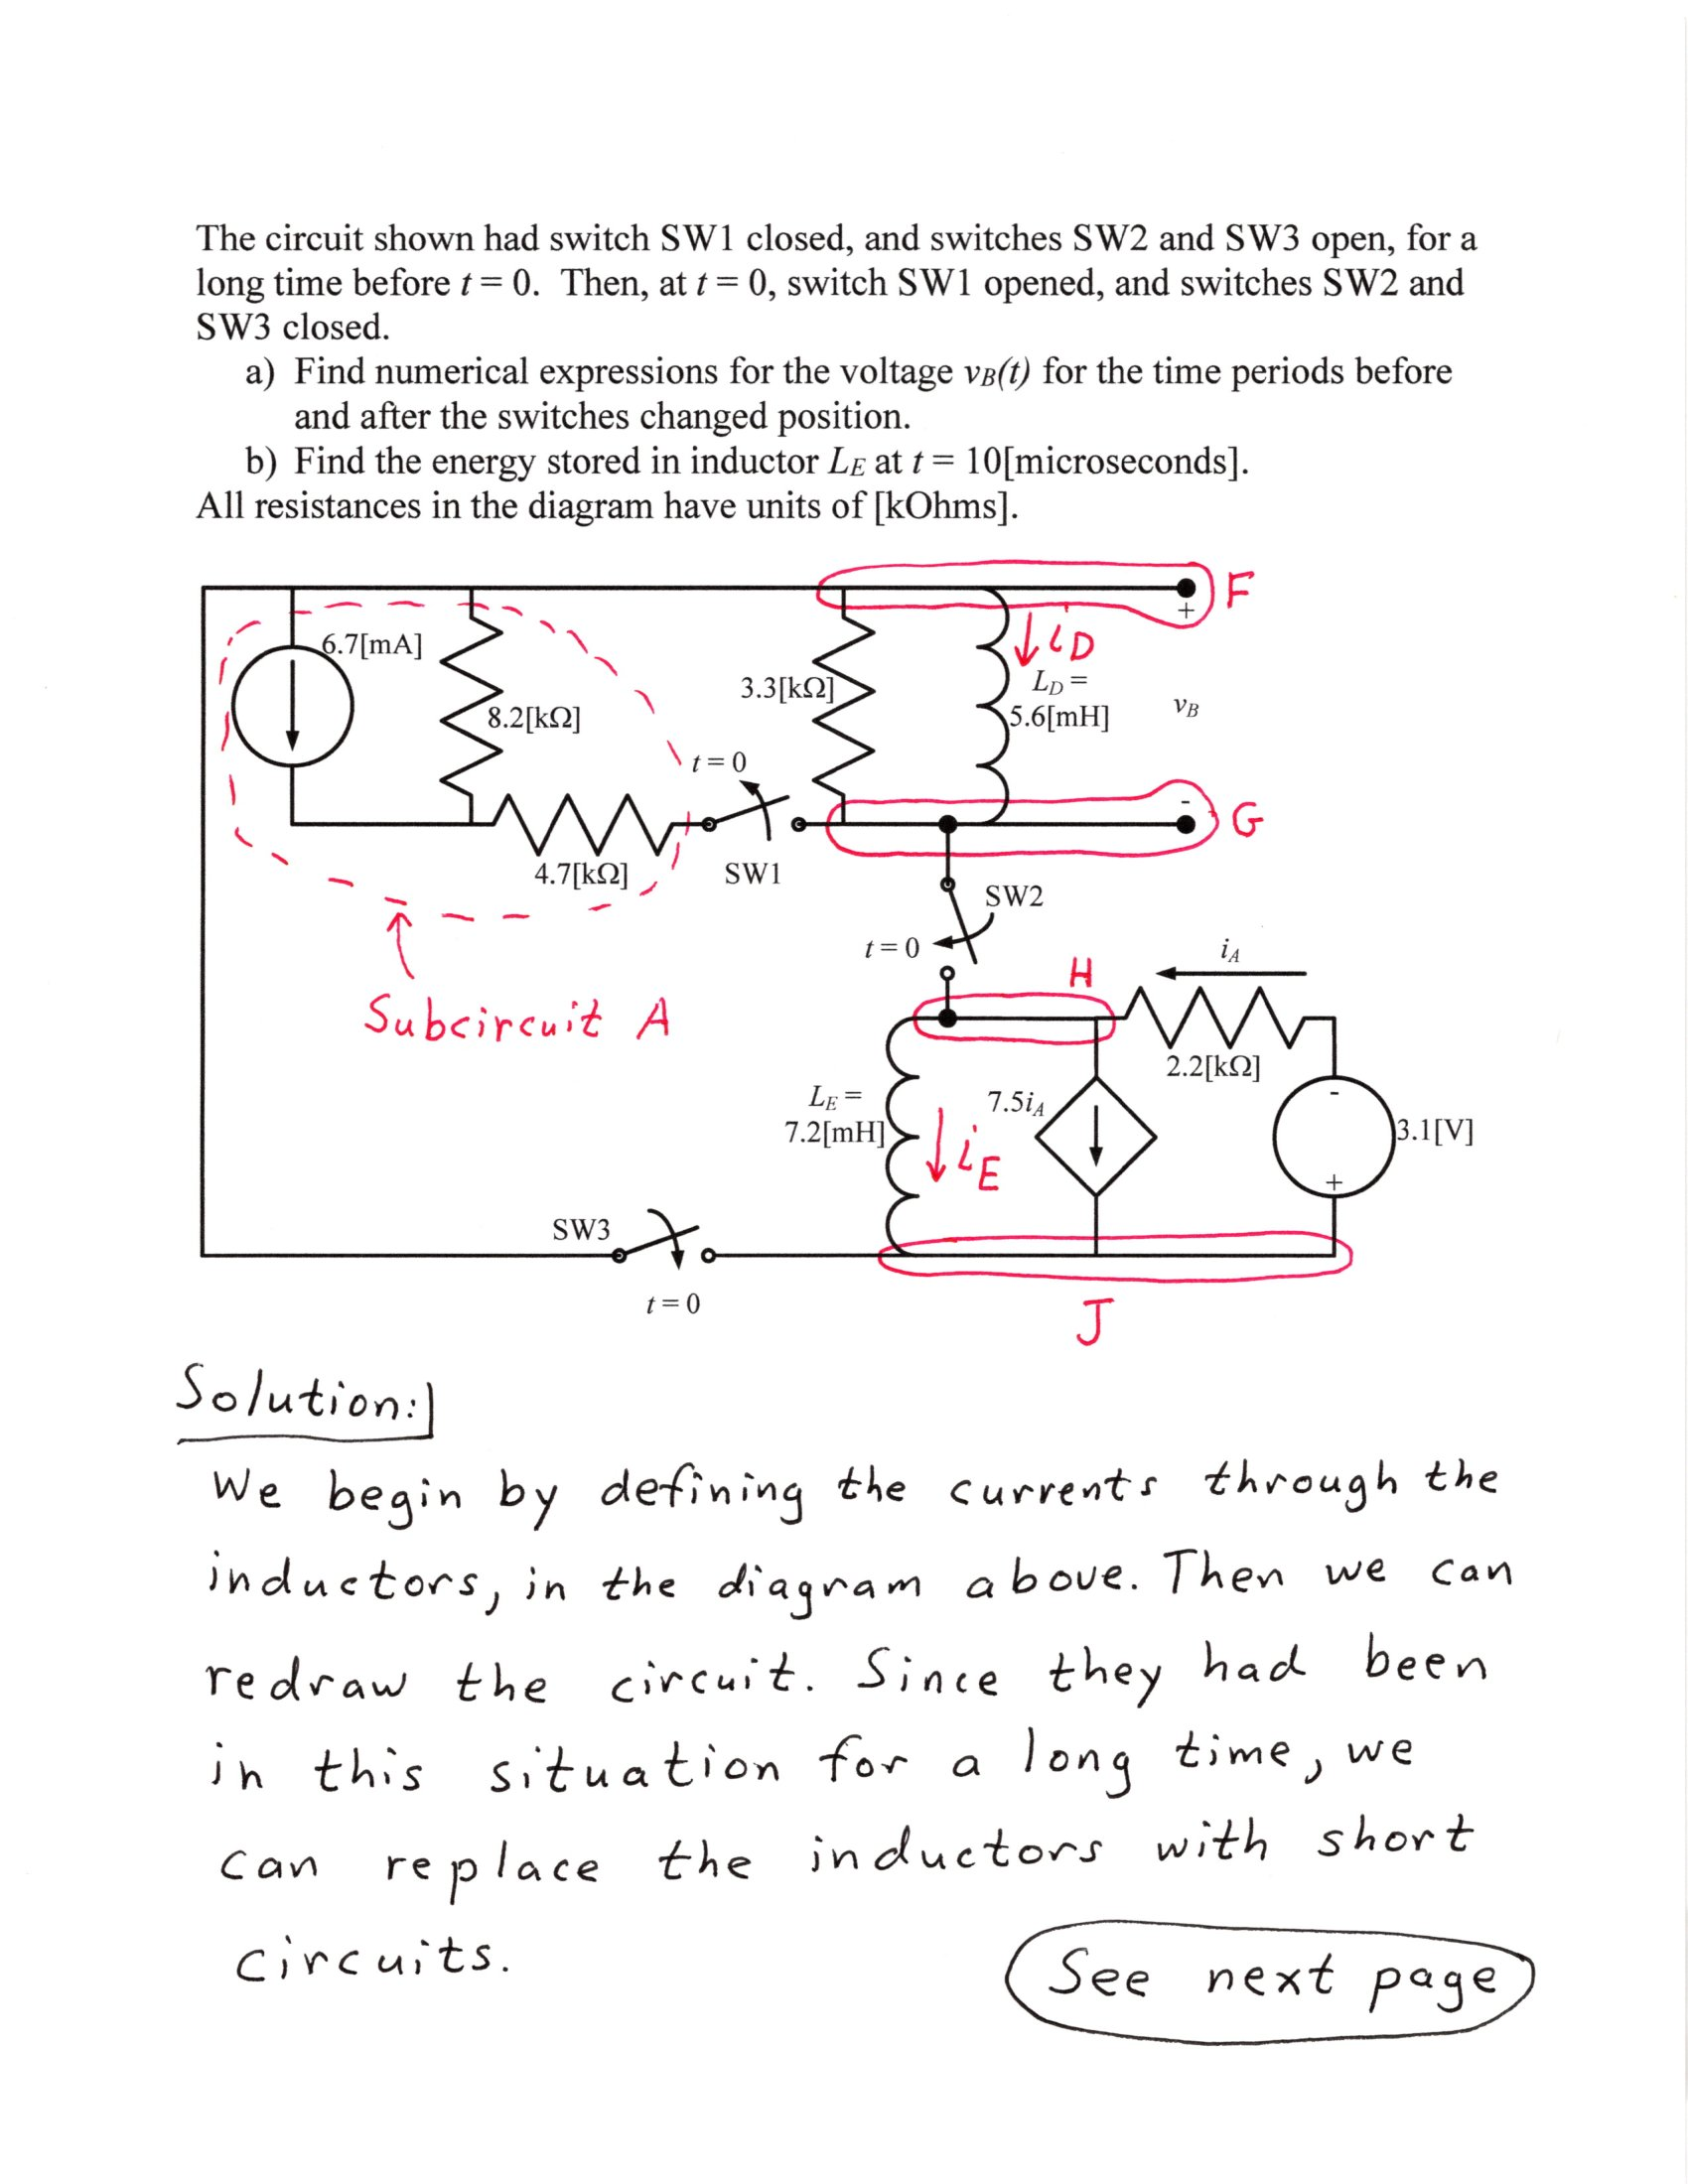 The circuit shown had switch SW1 closed, and switches SW2 and SW3 open, for a
long time before t = 0.  Then, at t = 0, switch SW1 opened, and switches SW2 and
SW3 closed.
a) Find numerical expressions for the voltage vB(t) for the time periods before
and after the switches changed position.
b) Find the energy stored in inductor LE at t = 10[microseconds].
All resistances in the diagram have units of [kOhms].
F
+
6.7[mA]
iD
3.3[kΩ]
LD =
8.2[kΩ]
5.6[mH]
vB
t = 0
-
G
4.7[kΩ]
SW1
SW2
t = 0
iA
H
Subcircuit A
2.2[kΩ]
LE =
7.5iA
-
7.2[mH]
3.1[V]
iE
+
SW3
t = 0
J
Solution:
We begin by defining the currents through the
inductors, in the diagram above. Then we can
redraw the circuit. Since they had been
in this situation for a long time, we
can replace the inductors with short
circuits.
See next page